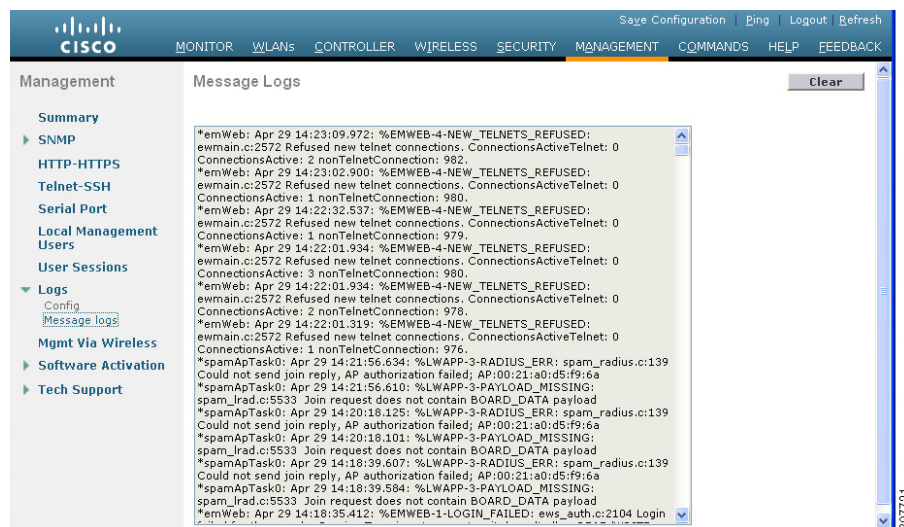 Save Configuration | Ping | Logout | Refresh
CISCO
MONITOR WLANs CONTROLLER WIRELESS SECURITY MANAGEMENT COMMANDS HELP FEEDBACK
Management
Summary
SNMP
HTTP-HTTPS
Telnet-SSH
Serial Port
Local Management
Users
User Sessions
Logs
Config
Message logs
Mgmt Via Wireless
Software Activation
Tech Support
Message Logs
Clear
*emWeb: Apr 29 14:23:09.972: %EMWEB-4-NEW_TELNETS_REFUSED:
ewmain.c:2572 Refused new telnet connections. ConnectionsActiveTelnet: 0
ConnectionsActive: 2 nonTelnetConnection: 982.
*emWeb: Apr 29 14:23:02.900: %EMWEB-4-NEW_TELNETS_REFUSED:
ewmain.c:2572 Refused new telnet connections. ConnectionsActiveTelnet: 0
ConnectionsActive: 1 nonTelnetConnection: 980.
*emWeb: Apr 29 14:22:32.537: %EMWEB-4-NEW_TELNETS_REFUSED:
ewmain.c:2572 Refused new telnet connections. ConnectionsActiveTelnet: 0
ConnectionsActive: 1 nonTelnetConnection: 979.
*emWeb: Apr 29 14:22:01.934: %EMWEB-4-NEW_TELNETS_REFUSED:
ewmain.c:2572 Refused new telnet connections. ConnectionsActiveTelnet: 0
ConnectionsActive: 3 nonTelnetConnection: 980.
*emWeb: Apr 29 14:22:01.934: %EMWEB-4-NEW_TELNETS_REFUSED:
ewmain.c:2572 Refused new telnet connections. ConnectionsActiveTelnet: 0
ConnectionsActive: 2 nonTelnetConnection: 978.
*emWeb: Apr 29 14:22:01.319: %EMWEB-4-NEW_TELNETS_REFUSED:
ewmain.c:2572 Refused new telnet connections. ConnectionsActiveTelnet: 0
ConnectionsActive: 1 nonTelnetConnection: 976.
*spamApTask0: Apr 29 14:21:56.634: %LWAPP-3-RADIUS_ERR: spam_radius.c:139
Could not send join reply, AP authorization failed; AP:00:21:a0:d5:f9:6a
*spamApTask0: Apr 29 14:21:56.610: %LWAPP-3-PAYLOAD_MISSING:
spam_lrad.c:5533 Join request does not contain BOARD_DATA payload
*spamApTask0: Apr 29 14:20:18.125: %LWAPP-3-RADIUS_ERR: spam_radius.c:139
Could not send join reply, AP authorization failed; AP:00:21:a0:d5:f9:6a
*spamApTask0: Apr 29 14:20:18.101: %LWAPP-3-PAYLOAD_MISSING:
spam_lrad.c:5533 Join request does not contain BOARD_DATA payload
*spamApTask0: Apr 29 14:18:39.607: %LWAPP-3-RADIUS_ERR: spam_radius.c:139
Could not send join reply, AP authorization failed; AP:00:21:a0:d5:f9:6a
*spamApTask0: Apr 29 14:18:39.584: %LWAPP-3-PAYLOAD_MISSING:
spam_lrad.c:5533 Join request does not contain BOARD_DATA payload
*emWeb: Apr 29 14:18:35.412: %EMWEB-1-LOGIN_FAILED: ews_auth.c:2104 Login